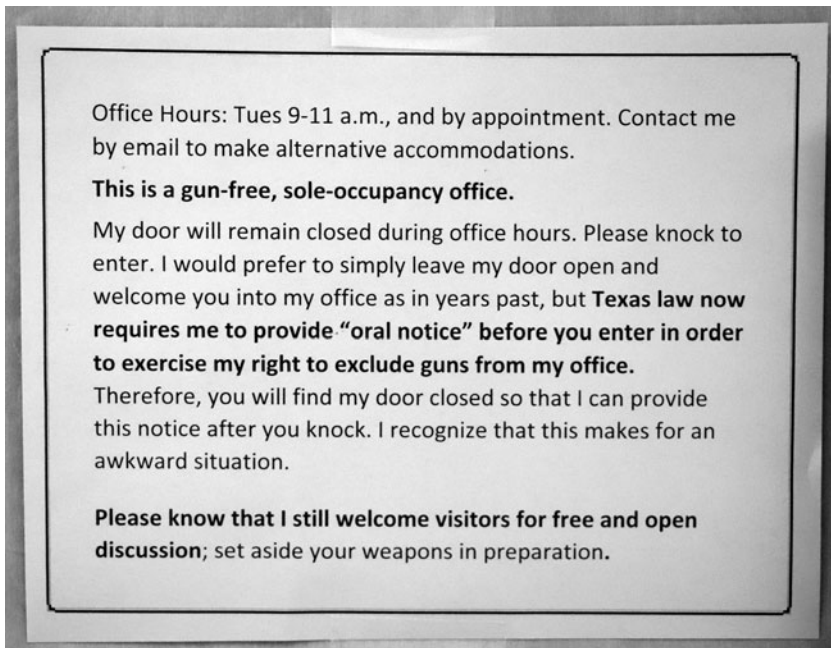 Office Hours: Tues 9-11 a.m., and by appointment. Contact me
by email to make alternative accommodations.
This is a gun-free, sole-occupancy office.
My door will remain closed during office hours. Please knock to
enter. I would prefer to simply leave my door open and
welcome you into my office as in years past, but Texas law now
requires me to provide “oral notice” before you enter in order
to exercise my right to exclude guns from my office.
Therefore, you will find my door closed so that I can provide
this notice after you knock. I recognize that this makes for an
awkward situation.
Please know that I still welcome visitors for free and open
discussion; set aside your weapons in preparation.